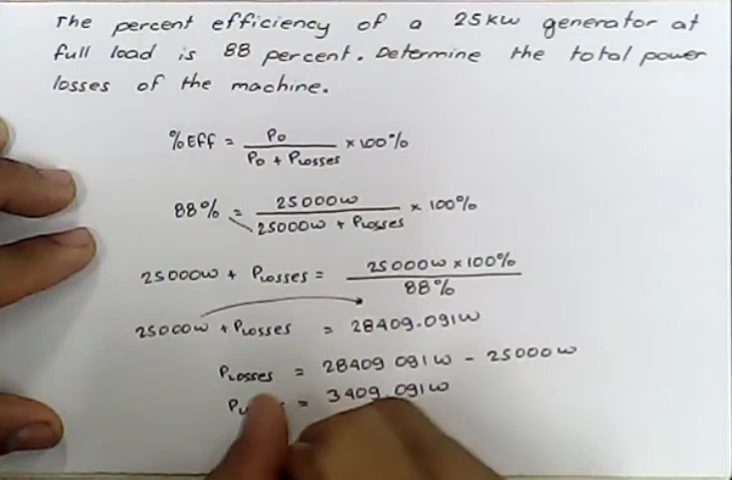 The percent efficiency of a 25kw generator at
full load is 88 percent. Determine the total power
losses of the machine.
% Eff = Po / Po + PLosses × 100%
88% = 25000w / 25000w + PLosses × 100%
25000w + PLosses = 25000w × 100% / 88%
25000w + PLosses = 28409.091w
PLosses = 28409 091w - 25000w
= 3409.091w